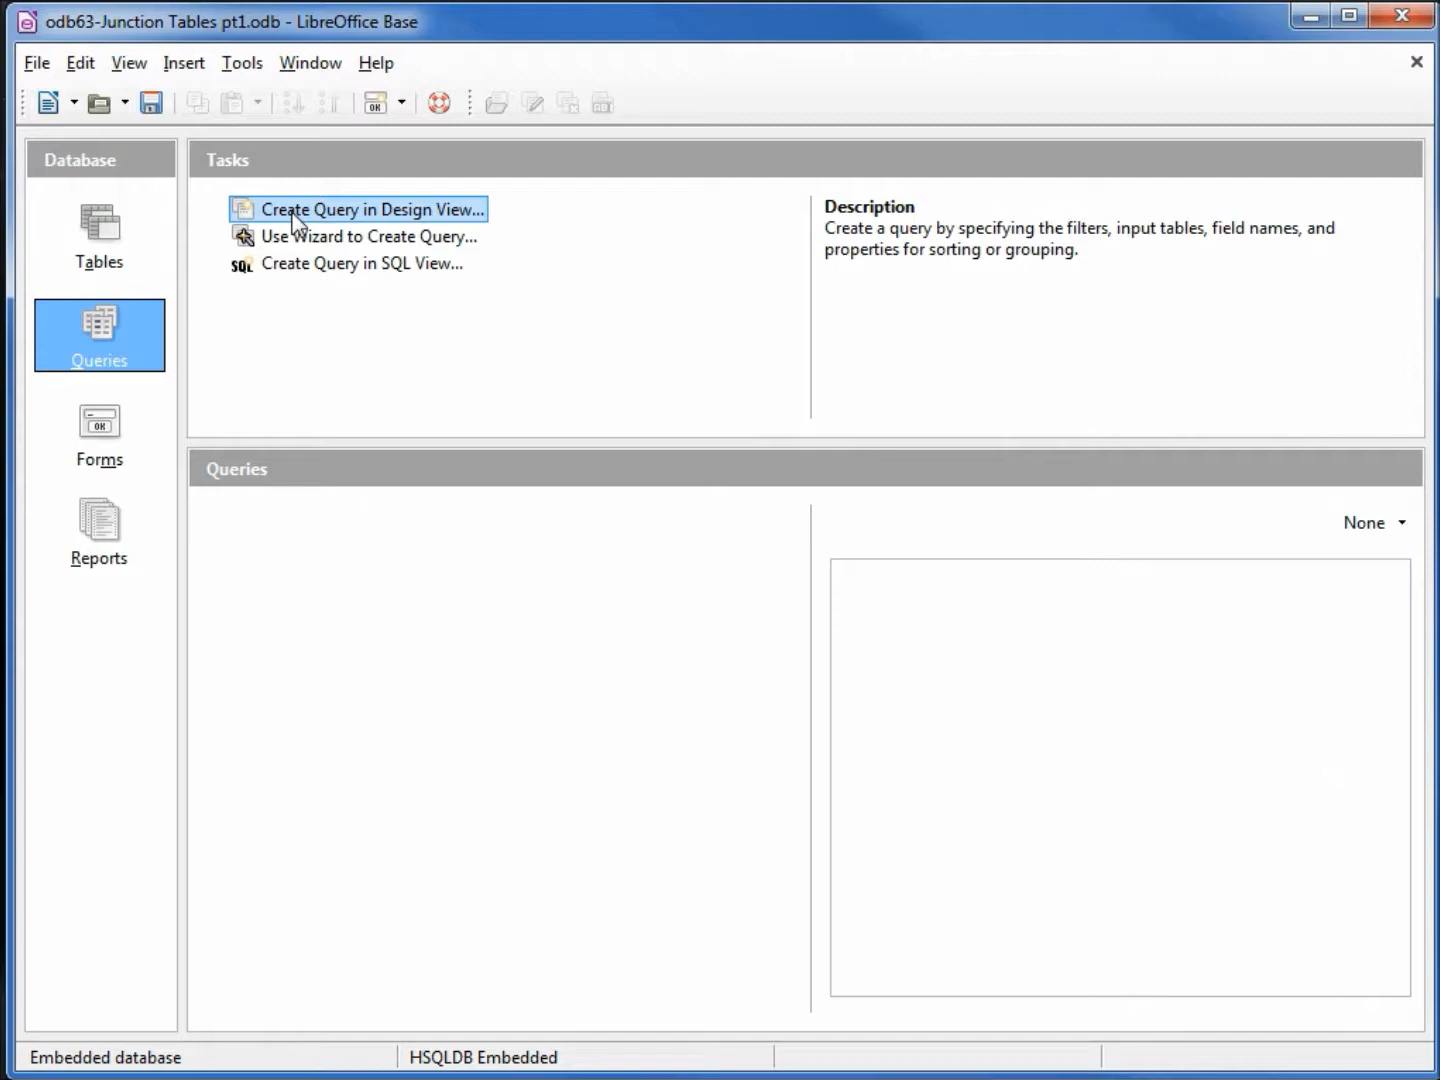 odb63-Junction Tables pt1.odb - LibreOffice Base
File Edit View Insert Tools Window Help
Database
Tasks
Tables
Queries
Forms
Reports
Create Query in Design View...
Use Wizard to Create Query...
SQL Create Query in SQL View...
Description
Create a query by specifying the filters, input tables, field names, and
properties for sorting or grouping.
Queries
None
Embedded database
HSQLDB Embedded